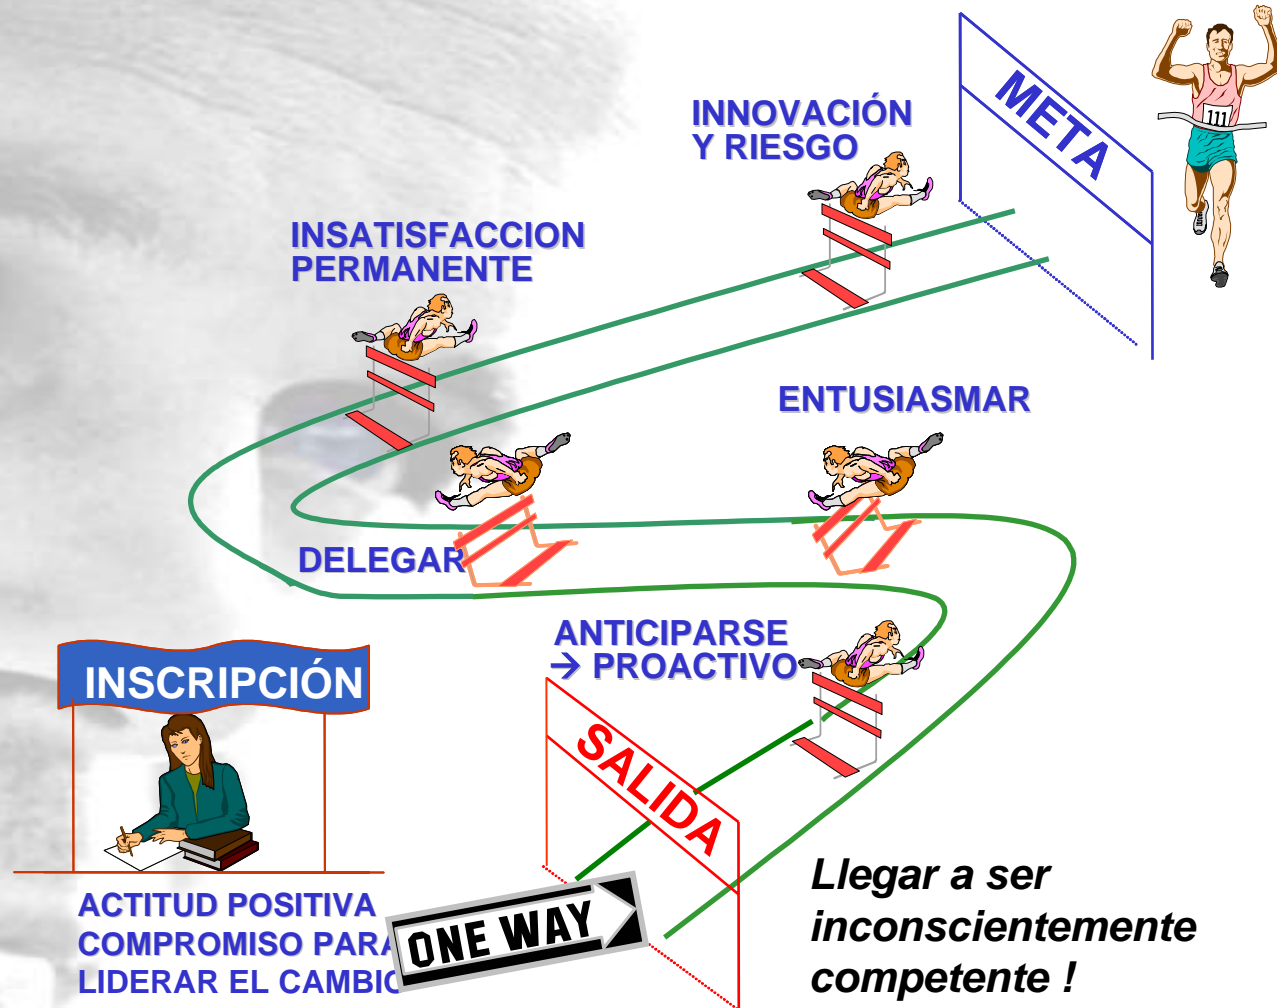 META
111
INNOVACIÓN
Y RIESGO
INSATISFACCION
PERMANENTE
ENTUSIASMAR
DELEGAR
ANTICIPARSE
→ PROACTIVO
INSCRIPCIÓN
SALIDA
ACTITUD POSITIVA
COMPROMISO PARA
LIDERAR EL CAMBIO
ONE WAY
Llegar a ser
inconscientemente
competente !